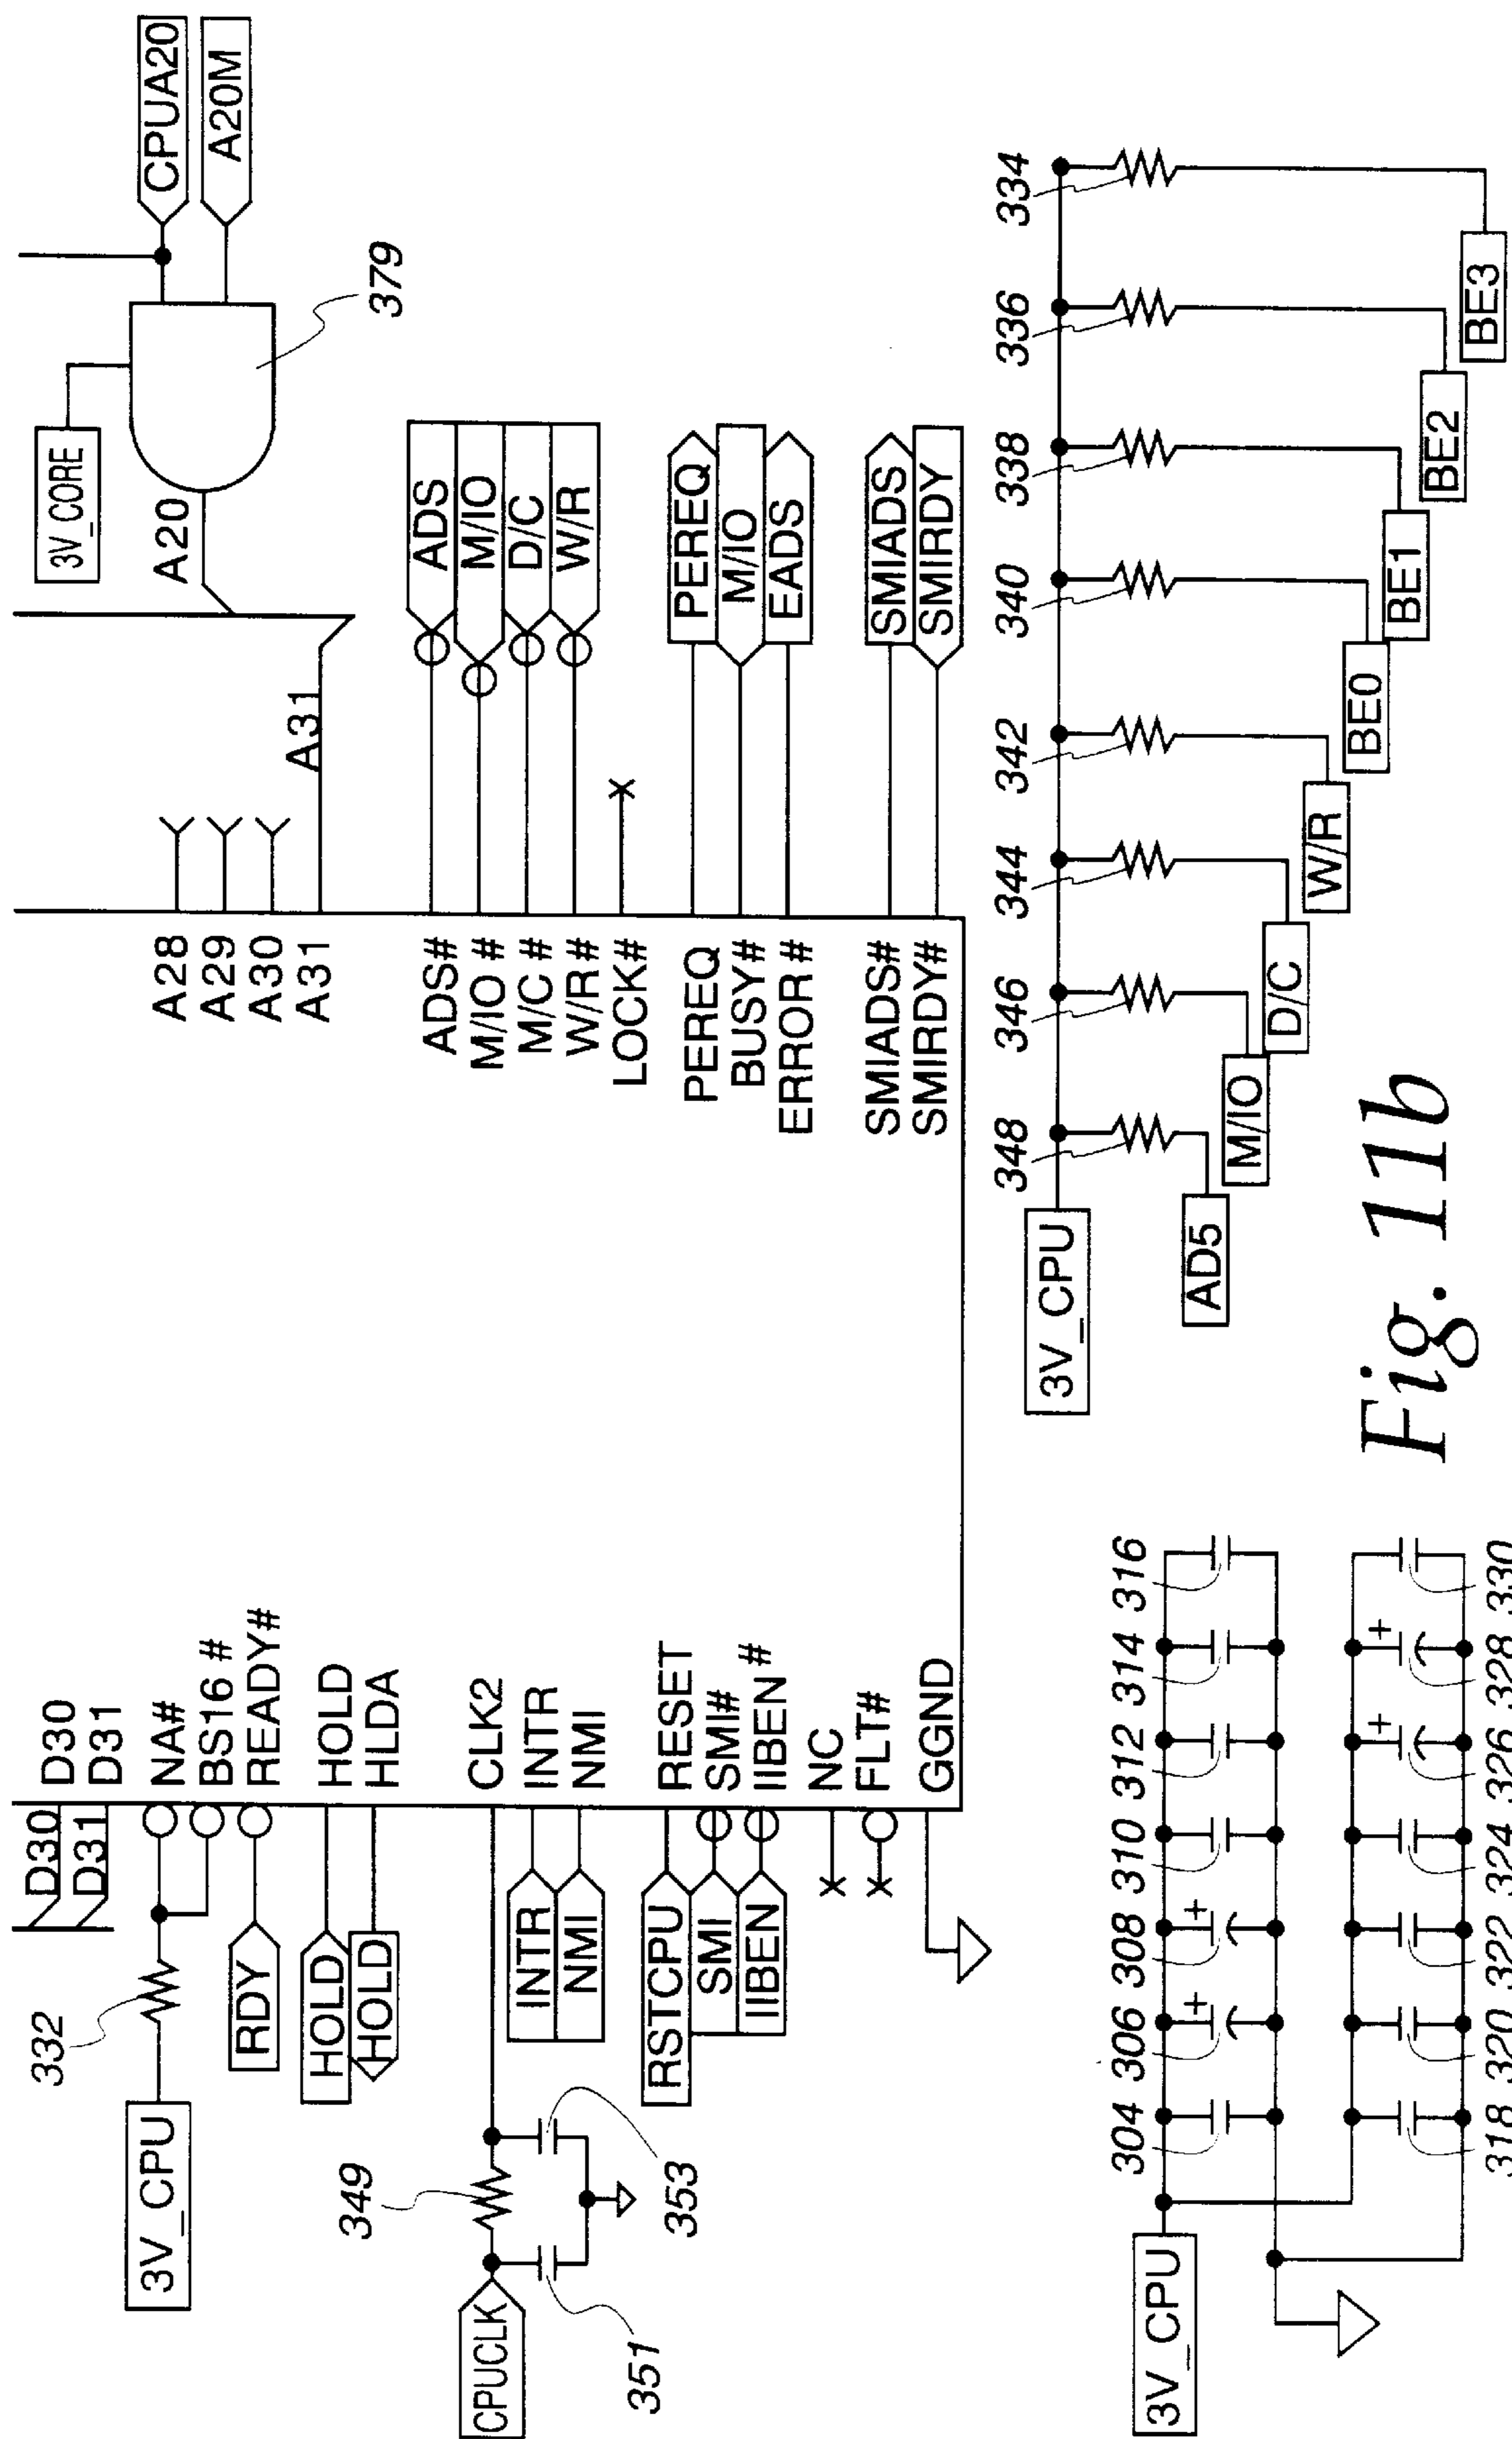 D30
D31
3V_CPU
332
RDY
HOLD
HOLD
349
CPUCLK
351
353
INTR
NMI
RSTCPU
SMI
IIBEN
D30
D31
NA#
BS16 #
READY#
HOLD
HLDA
CLK2
INTR
NMI
RESET
SMI#
IIBEN #
NC
FLT#
GGND
A28
A29
A30
A31
ADS#
M/IO #
M/C #
W/R#
LOCK#
PEREQ
BUSY#
ERROR #
SMIADS#
SMIRDY#
A31
A20
3V_CORE
CPUA20
A20M
379
ADS
M/IO
D/C
W/R
PEREQ
M/IO
EADS
SMIADS
SMIRDY
3V_CPU
304 306 308 310 312 314 316
+ +
+ +
318 320 322 324 326 328 330
3V_CPU
348 346 344 342 340 338 336 334
AD5
M/IO
D/C
W/R
BE0
BE1
BE2
BE3
Fig. 11b